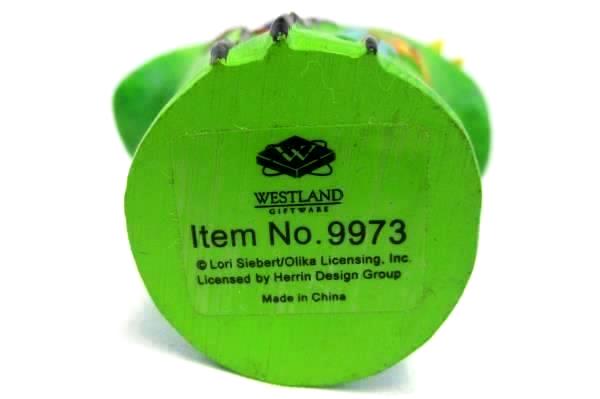 W
WESTLAND
GIFTWARE
Item No. 9973
© Lori Siebert/Olika Licensing, Inc.
Licensed by Herrin Design Group
Made in China